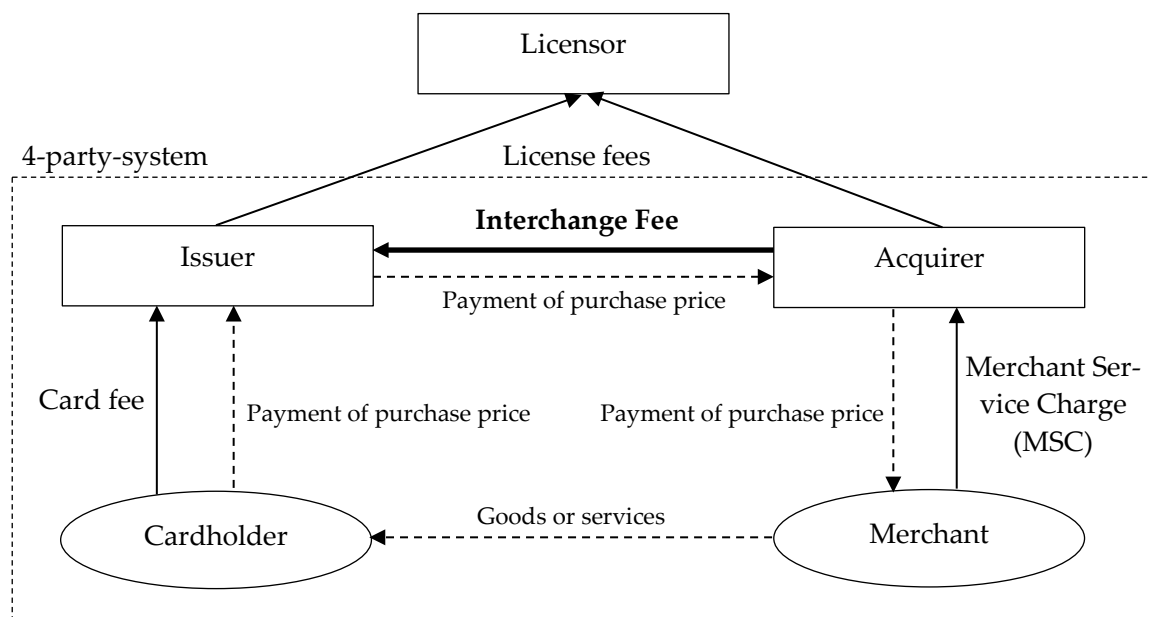 Licensor
4-party-system
License fees
Interchange Fee
Issuer
Acquirer
Payment of purchase price
Card fee
Payment of purchase price
Payment of purchase price
Merchant Ser-
vice Charge
(MSC)
Goods or services
Cardholder
Merchant